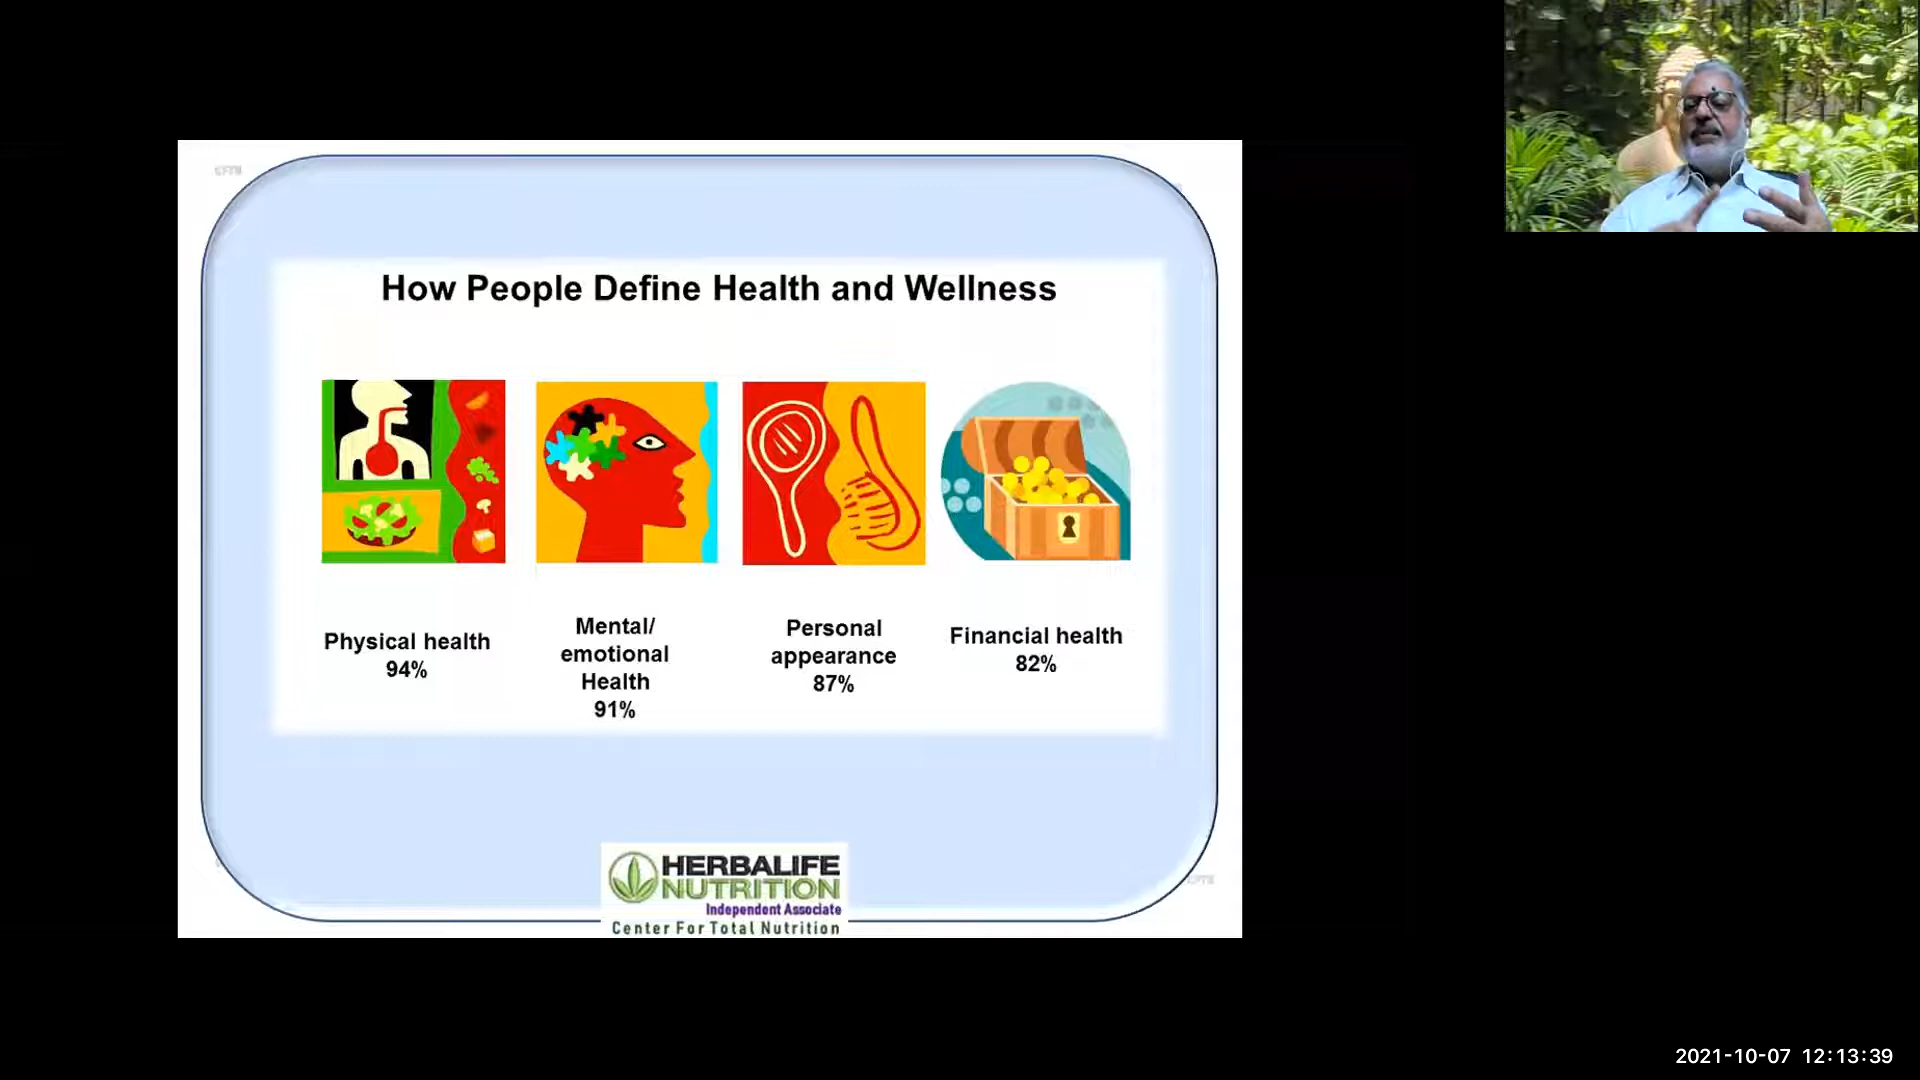 How People Define Health and Wellness
Physical health
94%
Mental/
emotional
Health
91%
Personal
appearance
87%
Financial health
82%
HERBALIFE
NUTRITION
Independent Associate
Center For Total Nutrition
2021-10-07 12:13:39